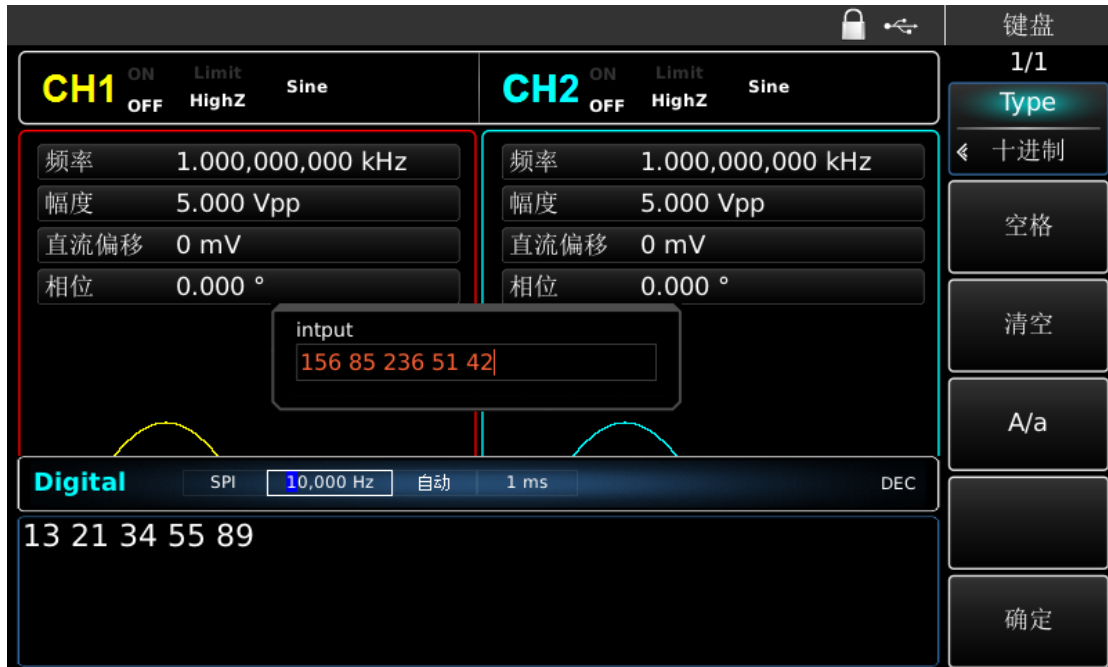 键盘
1/1
CH1 ON OFF Limit HighZ Sine
CH2 ON OFF Limit HighZ Sine
Type
十进制
频率 1.000,000,000 kHz
幅度 5.000 Vpp
直流偏移 0 mV
相位 0.000 °
频率 1.000,000,000 kHz
幅度 5.000 Vpp
直流偏移 0 mV
相位 0.000 °
空格
清空
A/a
intput
156 85 236 51 42
Digital SPI 10,000 Hz 自动 1 ms DEC
13 21 34 55 89
确定